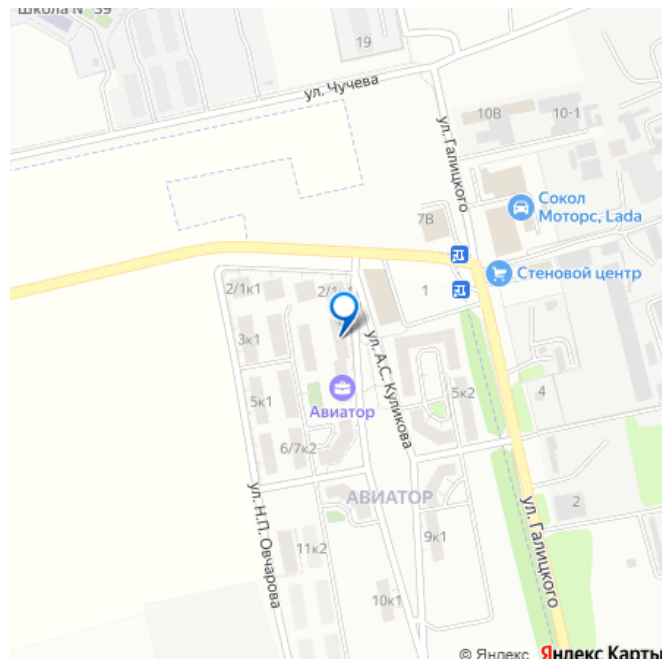 Школа № 39
19
ул. Чучева
ул. Галицкого
10В
10-1
Сокол
Моторс, Lada
7В
Стеновой центр
2/1к1
1
3к1
ул. А.С. Куликова
5к1
Авиатор
5к2
4
6/7к2
АВИАТОР
ул. Н.П. Овчарова
11к2
9к1
2
ул. Галицкого
10к1
© Яндекс Яндекс Карты